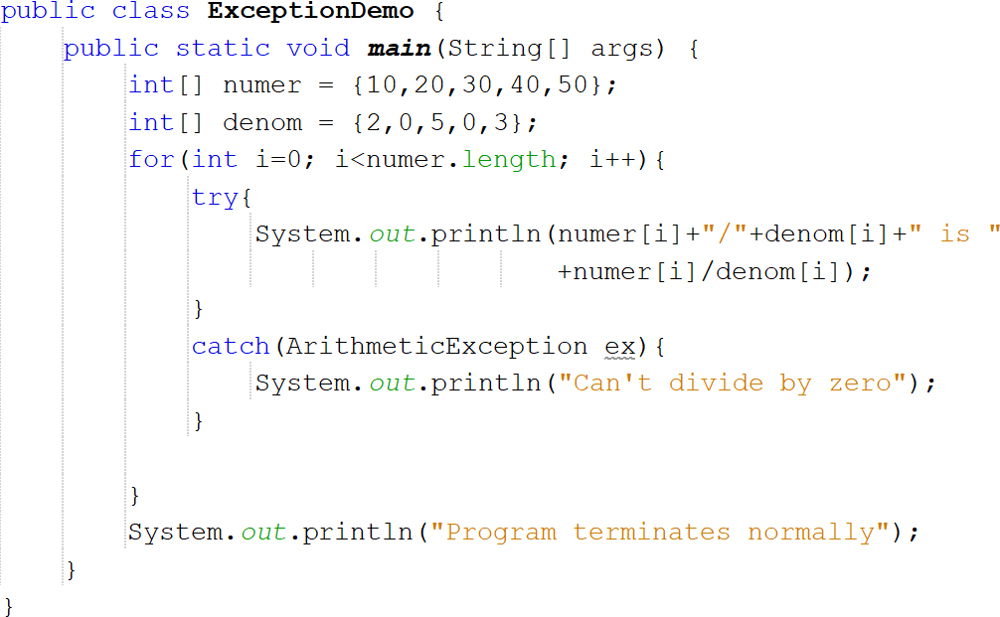 public class ExceptionDemo {
    public static void main(String[] args) {
        int[] numer = {10,20,30,40,50};
        int[] denom = {2,0,5,0,3};
        for(int i=0; i<numer.length; i++){
            try{
                System.out.println(numer[i]+"/"+denom[i]+" is "
                                   +numer[i]/denom[i]);
            }
            catch(ArithmeticException ex){
                System.out.println("Can't divide by zero");
            }

        }
        System.out.println("Program terminates normally");
    }
}